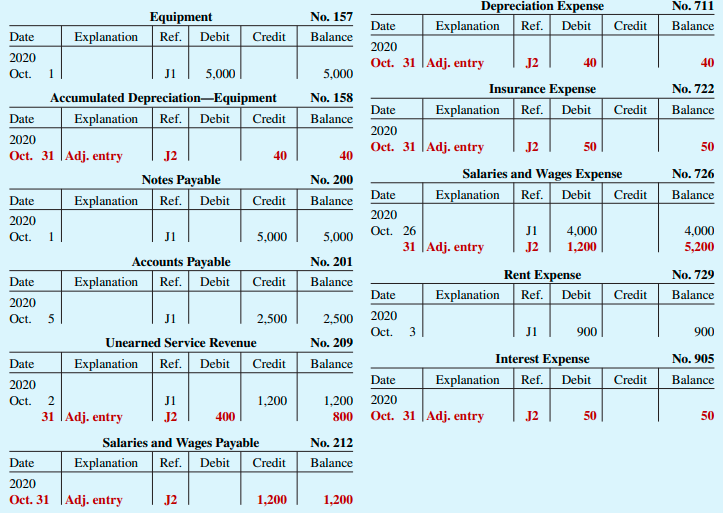 Equipment No. 157
Date Explanation Ref. Debit Credit Balance
2020
Oct. 1 J1 5,000 5,000
Accumulated Depreciation—Equipment No. 158
Date Explanation Ref. Debit Credit Balance
2020
Oct. 31 Adj. entry J2 40 40
Notes Payable No. 200
Date Explanation Ref. Debit Credit Balance
2020
Oct. 1 J1 5,000 5,000
Accounts Payable No. 201
Date Explanation Ref. Debit Credit Balance
2020
Oct. 5 J1 2,500 2,500
Unearned Service Revenue No. 209
Date Explanation Ref. Debit Credit Balance
2020
Oct. 2 J1 1,200 1,200
31 Adj. entry J2 400 800
Salaries and Wages Payable No. 212
Date Explanation Ref. Debit Credit Balance
2020
Oct. 31 Adj. entry J2 1,200 1,200
Depreciation Expense No. 711
Date Explanation Ref. Debit Credit Balance
2020
Oct. 31 Adj. entry J2 40 40
Insurance Expense No. 722
Date Explanation Ref. Debit Credit Balance
2020
Oct. 31 Adj. entry J2 50 50
Salaries and Wages Expense No. 726
Date Explanation Ref. Debit Credit Balance
2020
Oct. 26 J1 4,000 4,000
31 Adj. entry J2 1,200 5,200
Rent Expense No. 729
Date Explanation Ref. Debit Credit Balance
2020
Oct. 3 J1 900 900
Interest Expense No. 905
Date Explanation Ref. Debit Credit Balance
2020
Oct. 31 Adj. entry J2 50 50